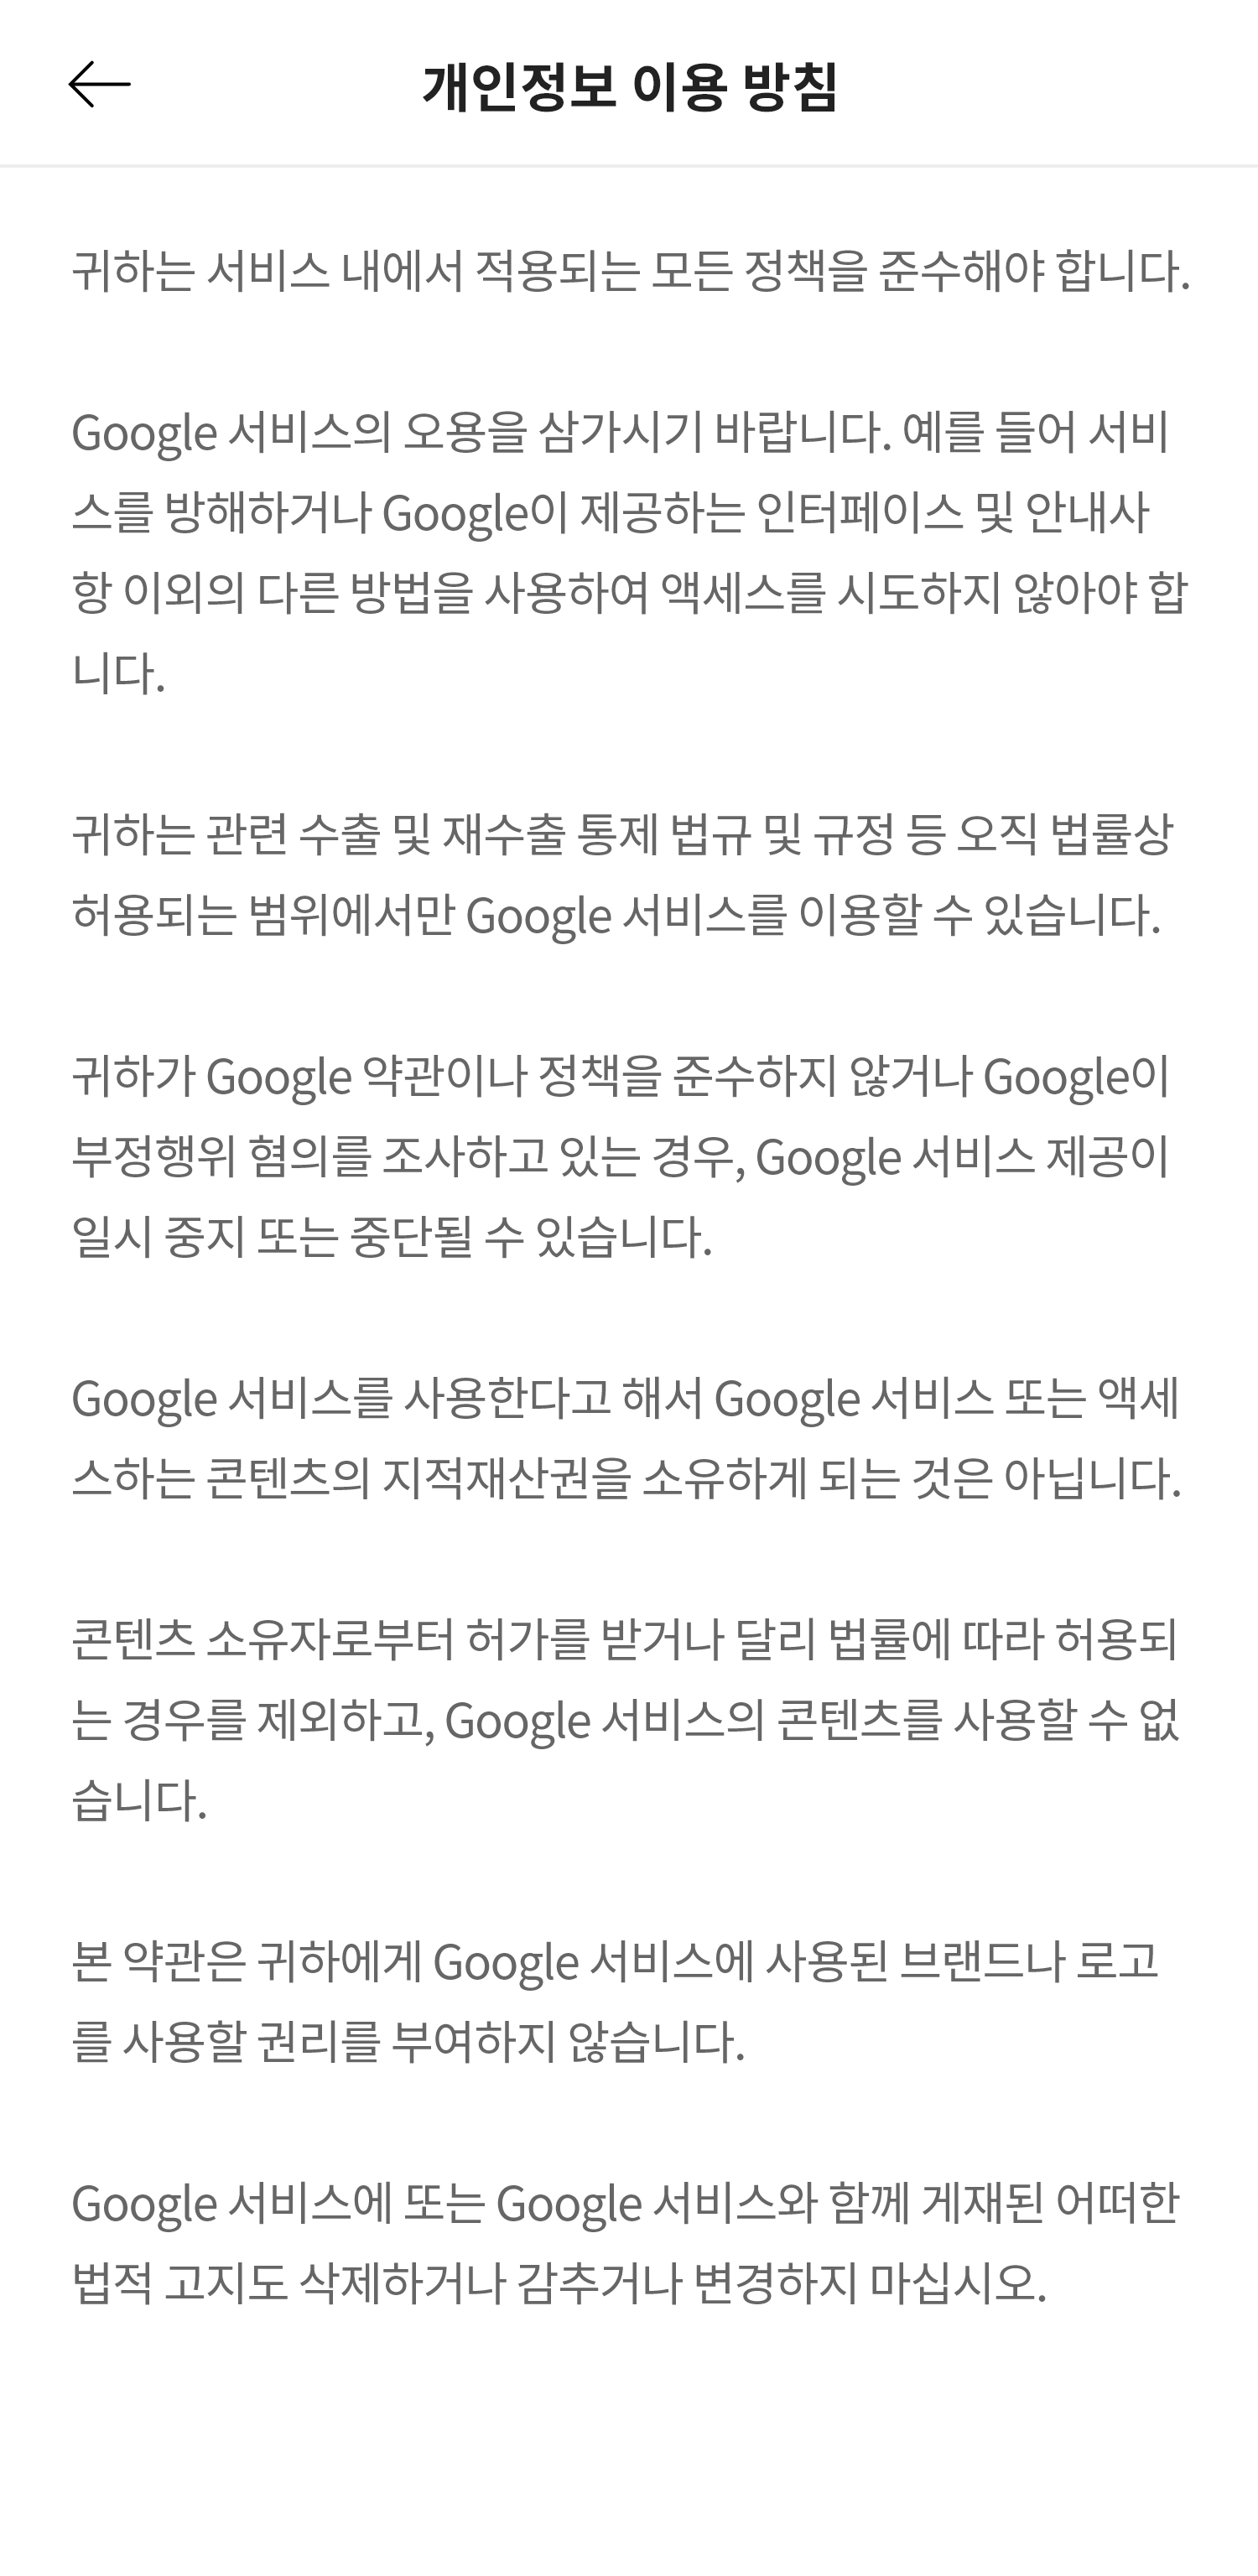 개인정보 이용 방침
귀하는 서비스 내에서 적용되는 모든 정책을 준수해야 합니다.
Google 서비스의 오용을 삼가시기 바랍니다. 예를 들어 서비
스를 방해하거나 Google이 제공하는 인터페이스 및 안내사
항 이외의 다른 방법을 사용하여 액세스를 시도하지 않아야 합
니다.
귀하는 관련 수출 및 재수출 통제 법규 및 규정 등 오직 법률상
허용되는 범위에서만 Google 서비스를 이용할 수 있습니다.
귀하가 Google 약관이나 정책을 준수하지 않거나 Google이
부정행위 혐의를 조사하고 있는 경우, Google 서비스 제공이
일시 중지 또는 중단될 수 있습니다.
Google 서비스를 사용한다고 해서 Google 서비스 또는 액세
스하는 콘텐츠의 지적재산권을 소유하게 되는 것은 아닙니다.
콘텐츠 소유자로부터 허가를 받거나 달리 법률에 따라 허용되
는 경우를 제외하고, Google 서비스의 콘텐츠를 사용할 수 없
습니다.
본 약관은 귀하에게 Google 서비스에 사용된 브랜드나 로고
를 사용할 권리를 부여하지 않습니다.
Google 서비스에 또는 Google 서비스와 함께 게재된 어떠한
법적 고지도 삭제하거나 감추거나 변경하지 마십시오.